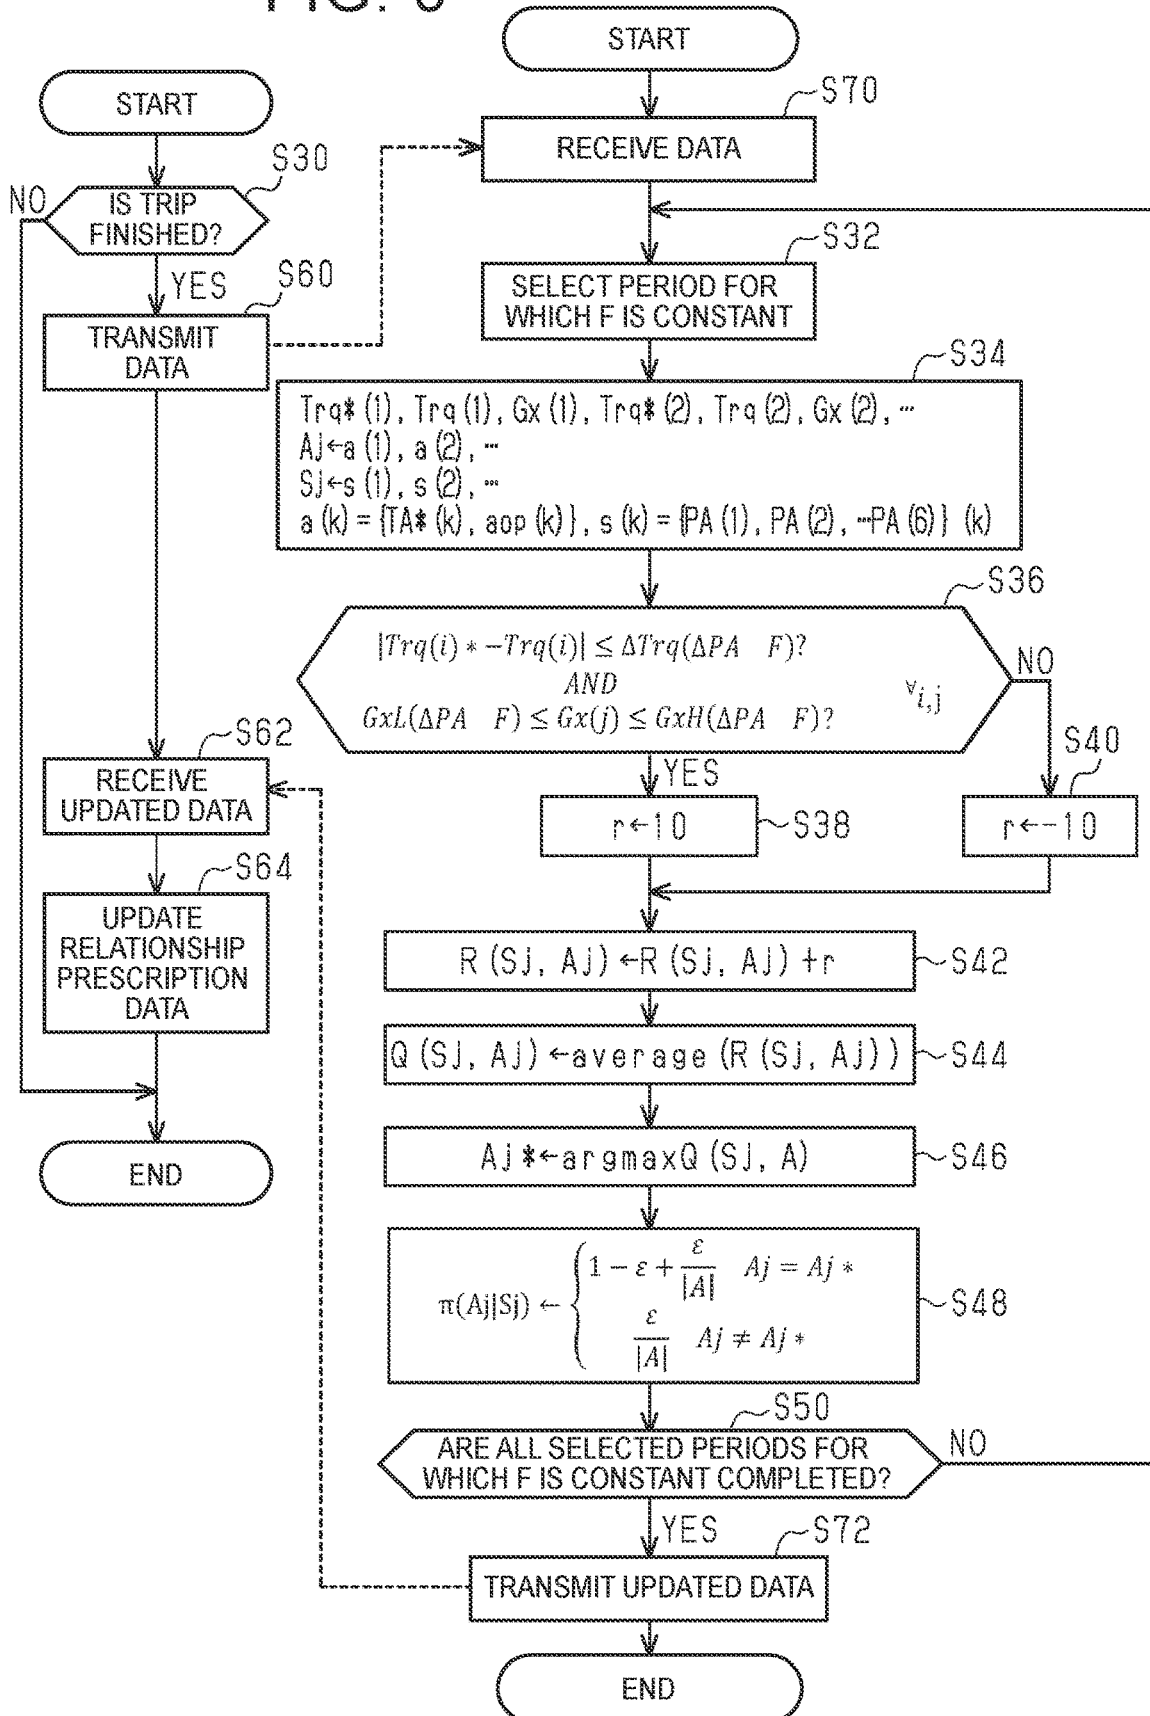 START
S30
NO
IS TRIP
FINISHED?
YES
S60
TRANSMIT
DATA
S62
RECEIVE
UPDATED DATA
S64
UPDATE
RELATIONSHIP
PRESCRIPTION
DATA
END
START
S70
RECEIVE DATA
S32
SELECT PERIOD FOR
WHICH F IS CONSTANT
S34
Trq*(1), Trq(1), Gx(1), Trq*(2), Trq(2), Gx(2), …
Aj←a(1), a(2), …
Sj←s(1), s(2), …
a(k)={TA*(k), aop(k)}, s(k)={PA(1), PA(2), …PA(6)}(k)
S36
|Trq(i) * −Trq(i)| ≤ ΔTrq(ΔPA F)?
AND
∀i,j
GxL(ΔPA F) ≤ Gx(j) ≤ GxH(ΔPA F)?
NO
YES
S40
r←10
S38
r←-10
R(Sj, Aj)←R(Sj, Aj)+r
S42
Q(Sj, Aj)←average(R(Sj, Aj))
S44
Aj*←argmaxQ(Sj, A)
S46
π(Aj|Sj) ← { 1 − ε + ε/|A| Aj = Aj *
ε/|A| Aj ≠ Aj *
S48
S50
ARE ALL SELECTED PERIODS FOR
WHICH F IS CONSTANT COMPLETED?
NO
YES
S72
TRANSMIT UPDATED DATA
END